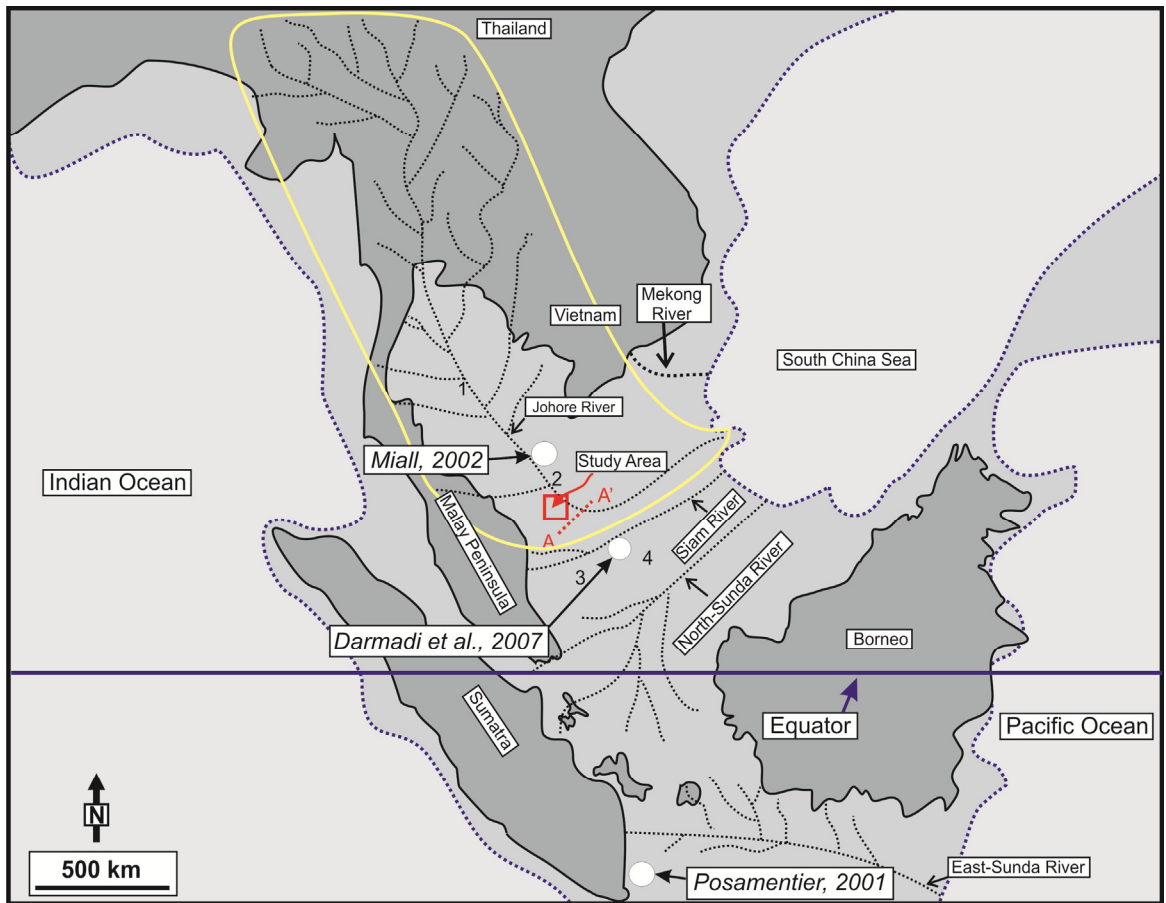 Thailand
Vietnam
Mekong
River
South China Sea
1
Johore River
Miall, 2002
2
Study Area
Indian Ocean
A'
A
Malay Peninsula
Siam River
3
4
North-Sunda River
Darmadi et al., 2007
Borneo
Sumatra
Equator
Pacific Ocean
N
500 km
East-Sunda River
Posamentier, 2001